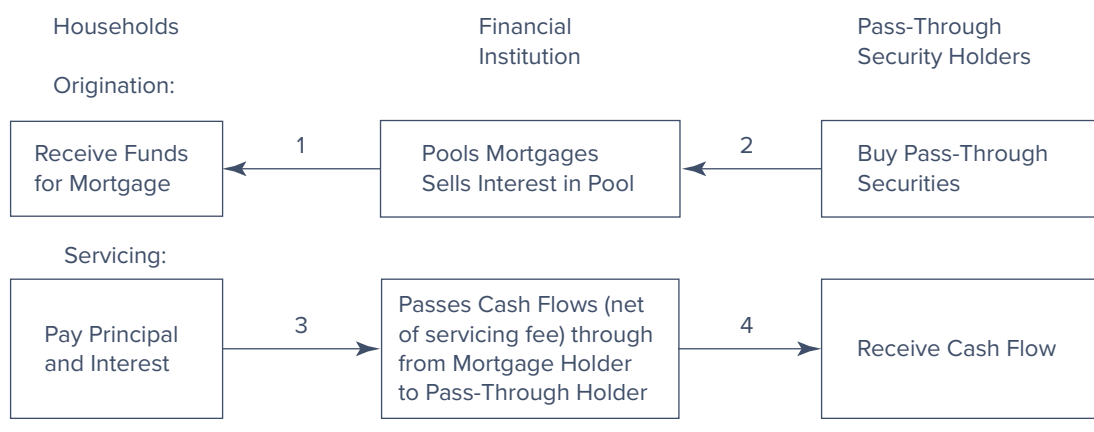 Households
Financial
Institution
Pass-Through
Security Holders
Origination:
Receive Funds
for Mortgage
1
Pools Mortgages
Sells Interest in Pool
2
Buy Pass-Through
Securities
Servicing:
Pay Principal
and Interest
3
Passes Cash Flows (net
of servicing fee) through
from Mortgage Holder
to Pass-Through Holder
4
Receive Cash Flow